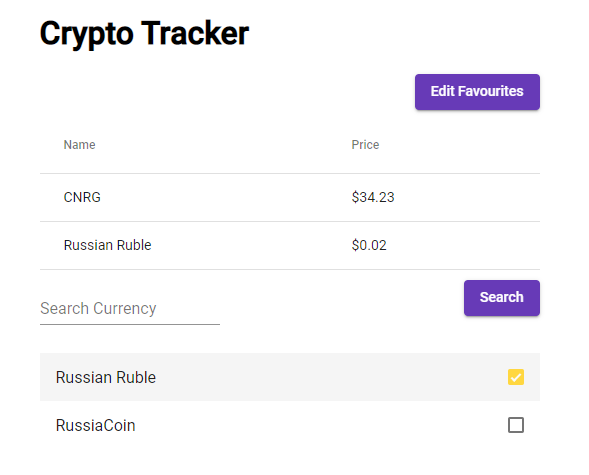 Crypto Tracker
Edit Favourites
Name Price
CNRG $34.23
Russian Ruble $0.02
Search Currency Search
Russian Ruble
RussiaCoin